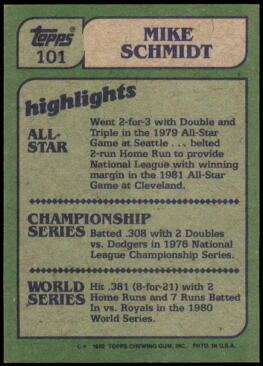 Topps
101
MIKE
SCHMIDT
highlights
ALL-
STAR
Went 2-for-3 with Double and
Triple in the 1979 All-Star
Game at Seattle . . . belted
2-run Home Run to provide
National League with winning
margin in the 1981 All-Star
Game at Cleveland.
CHAMPIONSHIP
SERIES
Batted .308 with 2 Doubles
vs. Dodgers in 1976 National
League Championship Series.
WORLD
SERIES
Hit .381 (8-for-21) with 2
Home Runs and 7 Runs Batted
In vs. Royals in the 1980
World Series.
© * 1982 TOPPS CHEWING GUM, INC. PRTD. IN U.S.A.